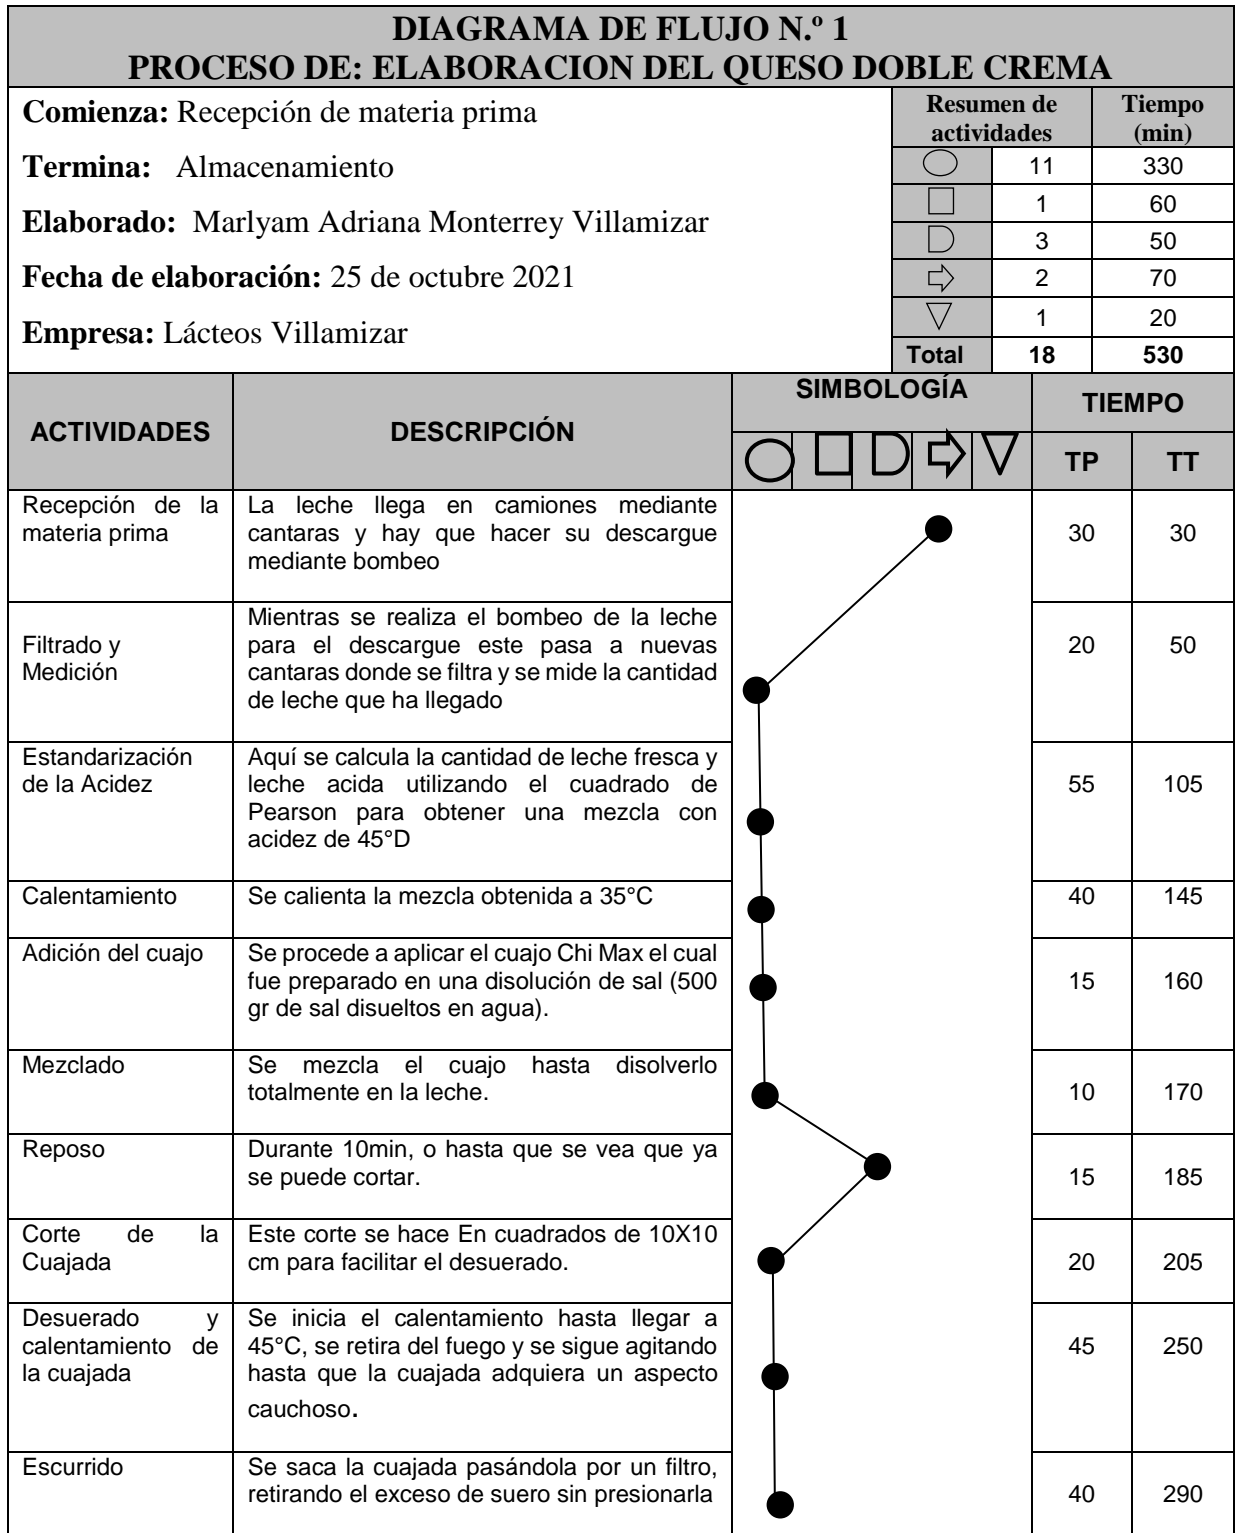 DIAGRAMA DE FLUJO N.º 1
PROCESO DE: ELABORACION DEL QUESO DOBLE CREMA
Comienza: Recepción de materia prima
Termina: Almacenamiento
Elaborado: Marlyam Adriana Monterrey Villamizar
Fecha de elaboración: 25 de octubre 2021
Empresa: Lácteos Villamizar
Resumen de
actividades
Tiempo
(min)
11 330
1 60
3 50
2 70
1 20
Total 18 530
ACTIVIDADES
DESCRIPCIÓN
SIMBOLOGÍA
TIEMPO
TP TT
Recepción de la
materia prima
La leche llega en camiones mediante
cantaras y hay que hacer su descargue
mediante bombeo
30 30
Filtrado y
Medición
Mientras se realiza el bombeo de la leche
para el descargue este pasa a nuevas
cantaras donde se filtra y se mide la cantidad
de leche que ha llegado
20 50
Estandarización
de la Acidez
Aquí se calcula la cantidad de leche fresca y
leche acida utilizando el cuadrado de
Pearson para obtener una mezcla con
acidez de 45°D
55 105
Calentamiento
Se calienta la mezcla obtenida a 35°C
40 145
Adición del cuajo
Se procede a aplicar el cuajo Chi Max el cual
fue preparado en una disolución de sal (500
gr de sal disueltos en agua).
15 160
Mezclado
Se mezcla el cuajo hasta disolverlo
totalmente en la leche.
10 170
Reposo
Durante 10min, o hasta que se vea que ya
se puede cortar.
15 185
Corte de la
Cuajada
Este corte se hace En cuadrados de 10X10
cm para facilitar el desuerado.
20 205
Desuerado y
calentamiento de
la cuajada
Se inicia el calentamiento hasta llegar a
45°C, se retira del fuego y se sigue agitando
hasta que la cuajada adquiera un aspecto
cauchoso.
45 250
Escurrido
Se saca la cuajada pasándola por un filtro,
retirando el exceso de suero sin presionarla
40 290